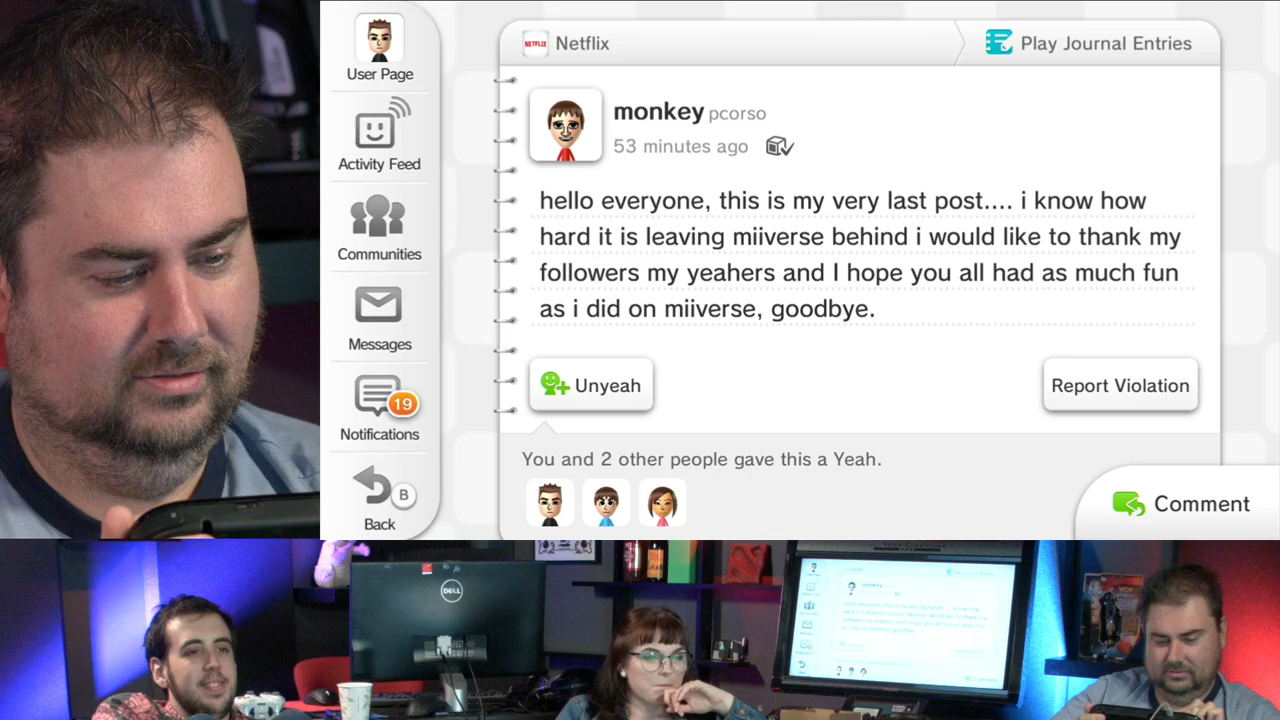 User Page
Activity Feed
Communities
Messages
19
Notifications
B
Back
NETFLIX
Netflix
Play Journal Entries
monkey pcorso
53 minutes ago
hello everyone, this is my very last post.... i know how
hard it is leaving miiverse behind i would like to thank my
followers my yeahers and I hope you all had as much fun
as i did on miiverse, goodbye.
Unyeah
Report Violation
You and 2 other people gave this a Yeah.
Comment
DELL